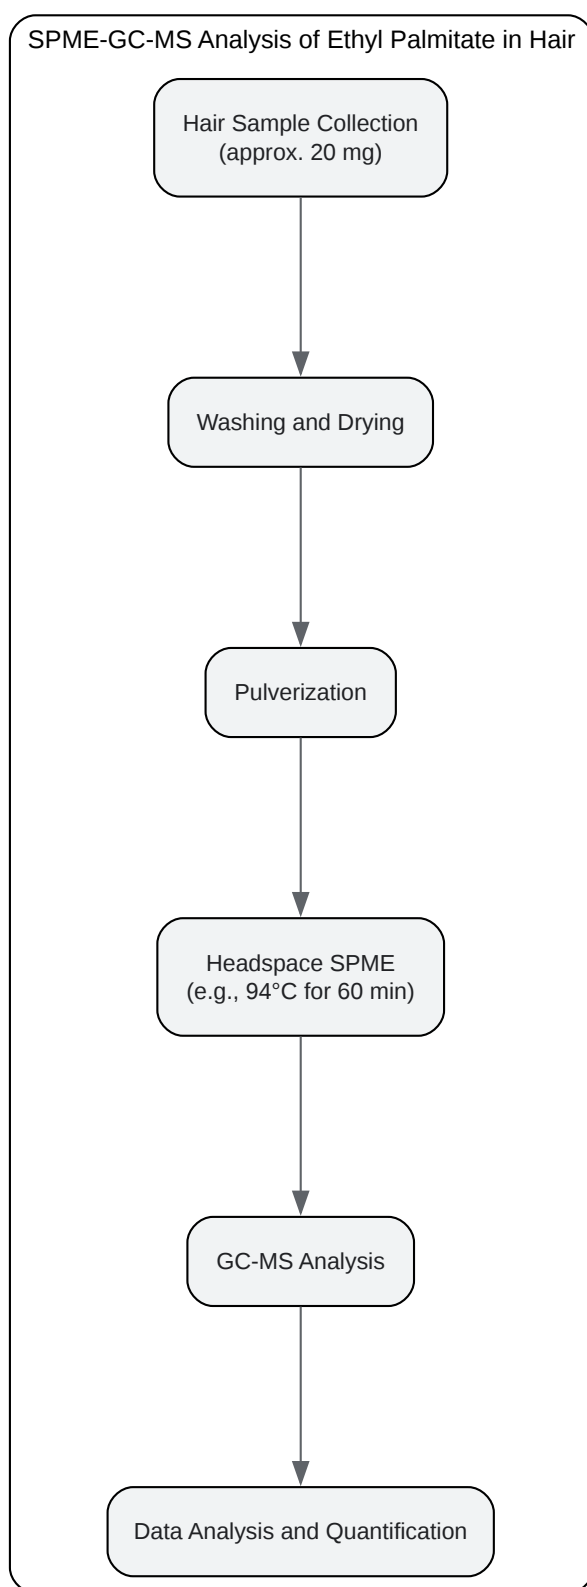 SPME-GC-MS Analysis of Ethyl Palmitate in Hair
Hair Sample Collection
(approx. 20 mg)
Washing and Drying
Pulverization
Headspace SPME
(e.g., 94°C for 60 min)
GC-MS Analysis
Data Analysis and Quantification